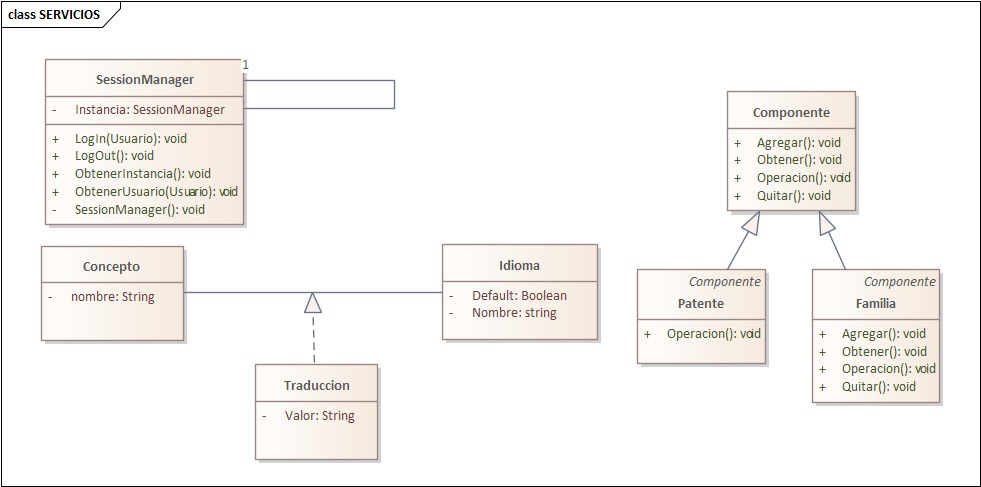 class SERVICIOS
SessionManager
1
- Instancia: SessionManager
+ LogIn(Usuario): void
+ LogOut(): void
+ ObtenerInstancia(): void
+ ObtenerUsuario(Usuario): void
- SessionManager(): void
Componente
+ Agregar(): void
+ Obtener(): void
+ Operacion(): void
+ Quitar(): void
Concepto
- nombre: String
Idioma
- Default: Boolean
- Nombre: string
Traduccion
- Valor: String
Componente
Patente
+ Operacion(): void
Componente
Familia
+ Agregar(): void
+ Obtener(): void
+ Operacion(): void
+ Quitar(): void